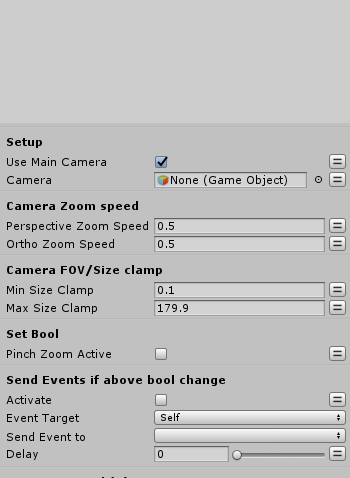 Setup
Use Main Camera
Camera None (Game Object)
Camera Zoom speed
Perspective Zoom Speed 0.5
Ortho Zoom Speed 0.5
Camera FOV/Size clamp
Min Size Clamp 0.1
Max Size Clamp 179.9
Set Bool
Pinch Zoom Active
Send Events if above bool change
Activate
Event Target Self
Send Event to
Delay 0